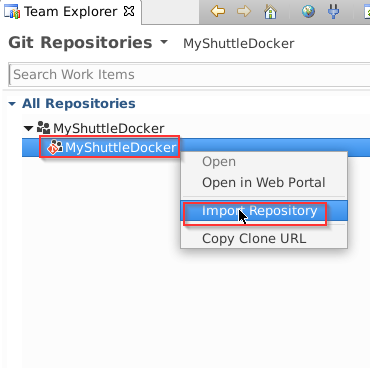 Team Explorer
Git Repositories MyShuttleDocker
Search Work Items
All Repositories
MyShuttleDocker
MyShuttleDocker
Open
Open in Web Portal
Import Repository
Copy Clone URL